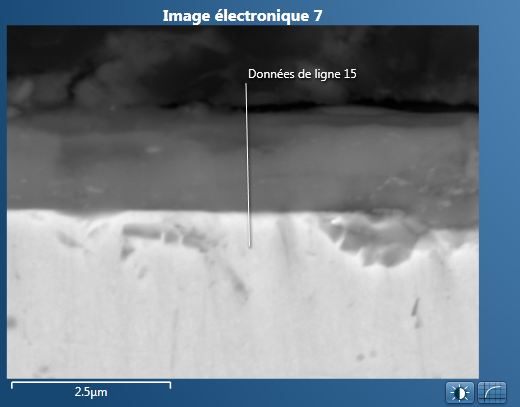 Image électronique 7
Données de ligne 15
2.5µm